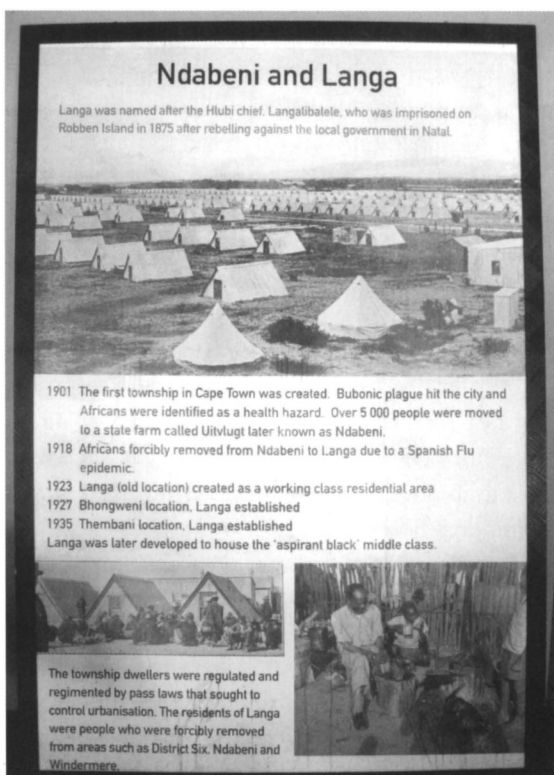 Ndabeni and Langa
Langa was named after the Hlubi chief, Langalibalele, who was imprisoned on
Robben Island in 1875 after rebelling against the local government in Natal.
1901 The first township in Cape Town was created. Bubonic plague hit the city and
Africans were identified as a health hazard. Over 5 000 people were moved
to a state farm called Uitvlugt later known as Ndabeni.
1918 Africans forcibly removed from Ndabeni to Langa due to a Spanish Flu
epidemic.
1923 Langa (old location) created as a working class residential area
1927 Bhongweni location, Langa established
1935 Thembani location, Langa established
Langa was later developed to house the 'aspirant black' middle class.
The township dwellers were regulated and
regimented by pass laws that sought to
control urbanisation. The residents of Langa
were people who were forcibly removed
from areas such as District Six, Ndabeni and
Windermere.